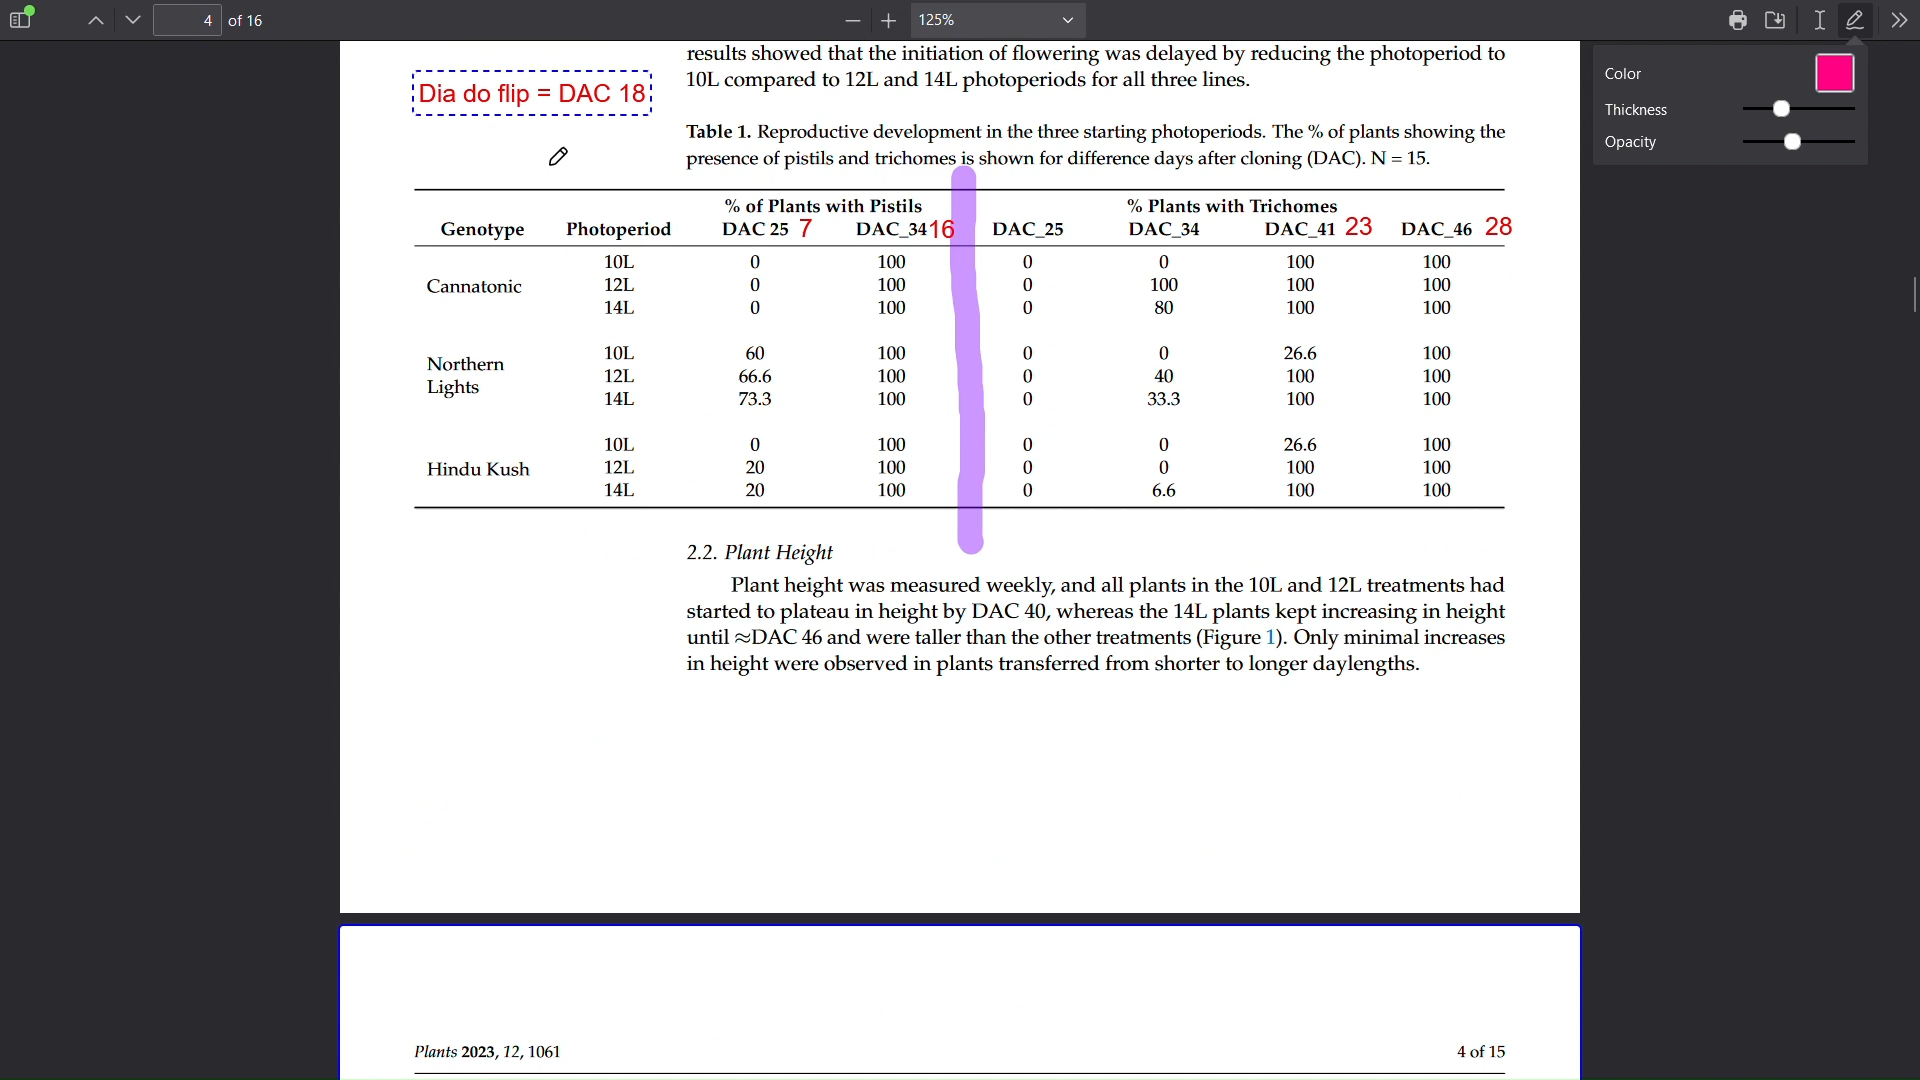 4 of 16
125%
Color
Thickness
Opacity
results showed that the initiation of flowering was delayed by reducing the photoperiod to
10L compared to 12L and 14L photoperiods for all three lines.
Dia do flip = DAC 18
Table 1. Reproductive development in the three starting photoperiods. The % of plants showing the
presence of pistils and trichomes is shown for difference days after cloning (DAC). N = 15.
% of Plants with Pistils % Plants with Trichomes
Genotype Photoperiod DAC 25 7 DAC_34 16 DAC_25 DAC_34 DAC_41 23 DAC_46 28
10L 0 100 0 0 100 100
Cannatonic 12L 0 100 0 100 100 100
14L 0 100 0 80 100 100
10L 60 100 0 0 26.6 100
Northern
Lights
12L 66.6 100 0 40 100 100
14L 73.3 100 0 33.3 100 100
10L 0 100 0 0 26.6 100
Hindu Kush 12L 20 100 0 0 100 100
14L 20 100 0 6.6 100 100
2.2. Plant Height
Plant height was measured weekly, and all plants in the 10L and 12L treatments had
started to plateau in height by DAC 40, whereas the 14L plants kept increasing in height
until ≈DAC 46 and were taller than the other treatments (Figure 1). Only minimal increases
in height were observed in plants transferred from shorter to longer daylengths.
Plants 2023, 12, 1061 4 of 15